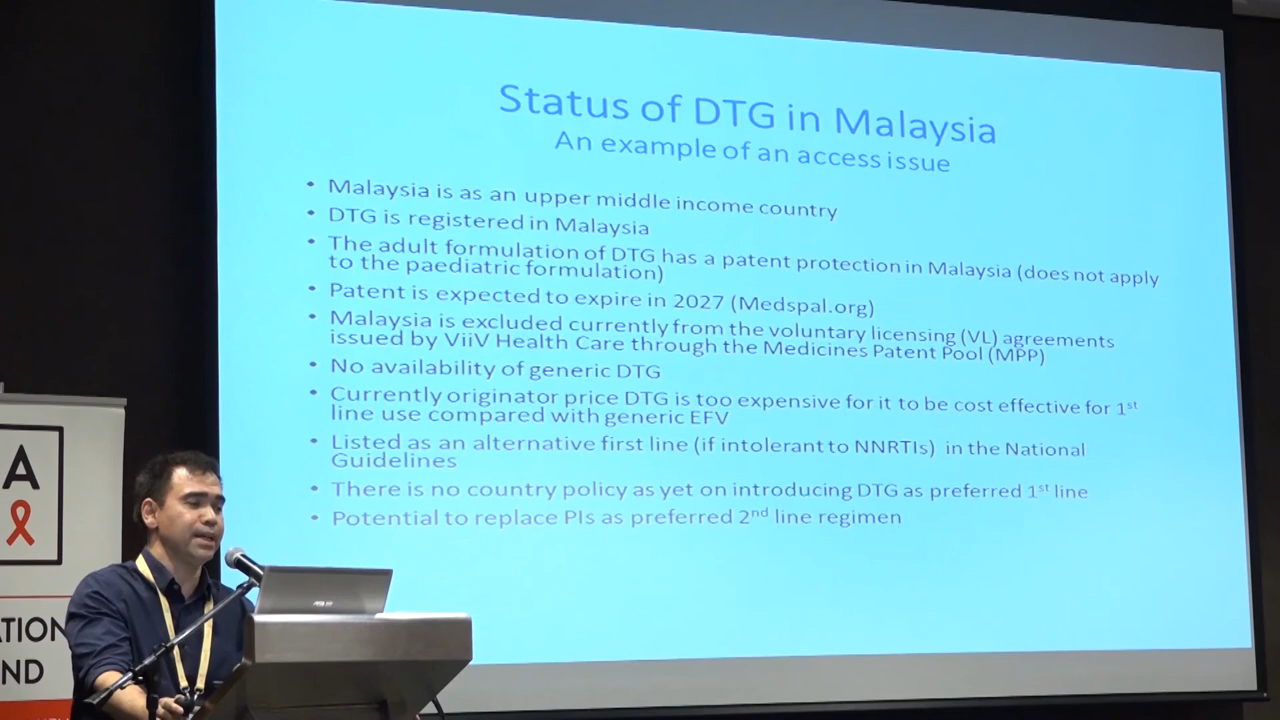 Status of DTG in Malaysia
An example of an access issue
• Malaysia is as an upper middle income country
• DTG is registered in Malaysia
• The adult formulation of DTG has a patent protection in Malaysia (does not apply
to the paediatric formulation)
• Patent is expected to expire in 2027 (Medspal.org)
• Malaysia is excluded currently from the voluntary licensing (VL) agreements
issued by ViiV Health Care through the Medicines Patent Pool (MPP)
• No availability of generic DTG
• Currently originator price DTG is too expensive for it to be cost effective for 1st
line use compared with generic EFV
• Listed as an alternative first line (if intolerant to NNRTIs) in the National
Guidelines
• There is no country policy as yet on introducing DTG as preferred 1st line
• Potential to replace PIs as preferred 2nd line regimen
A
ATION
ND